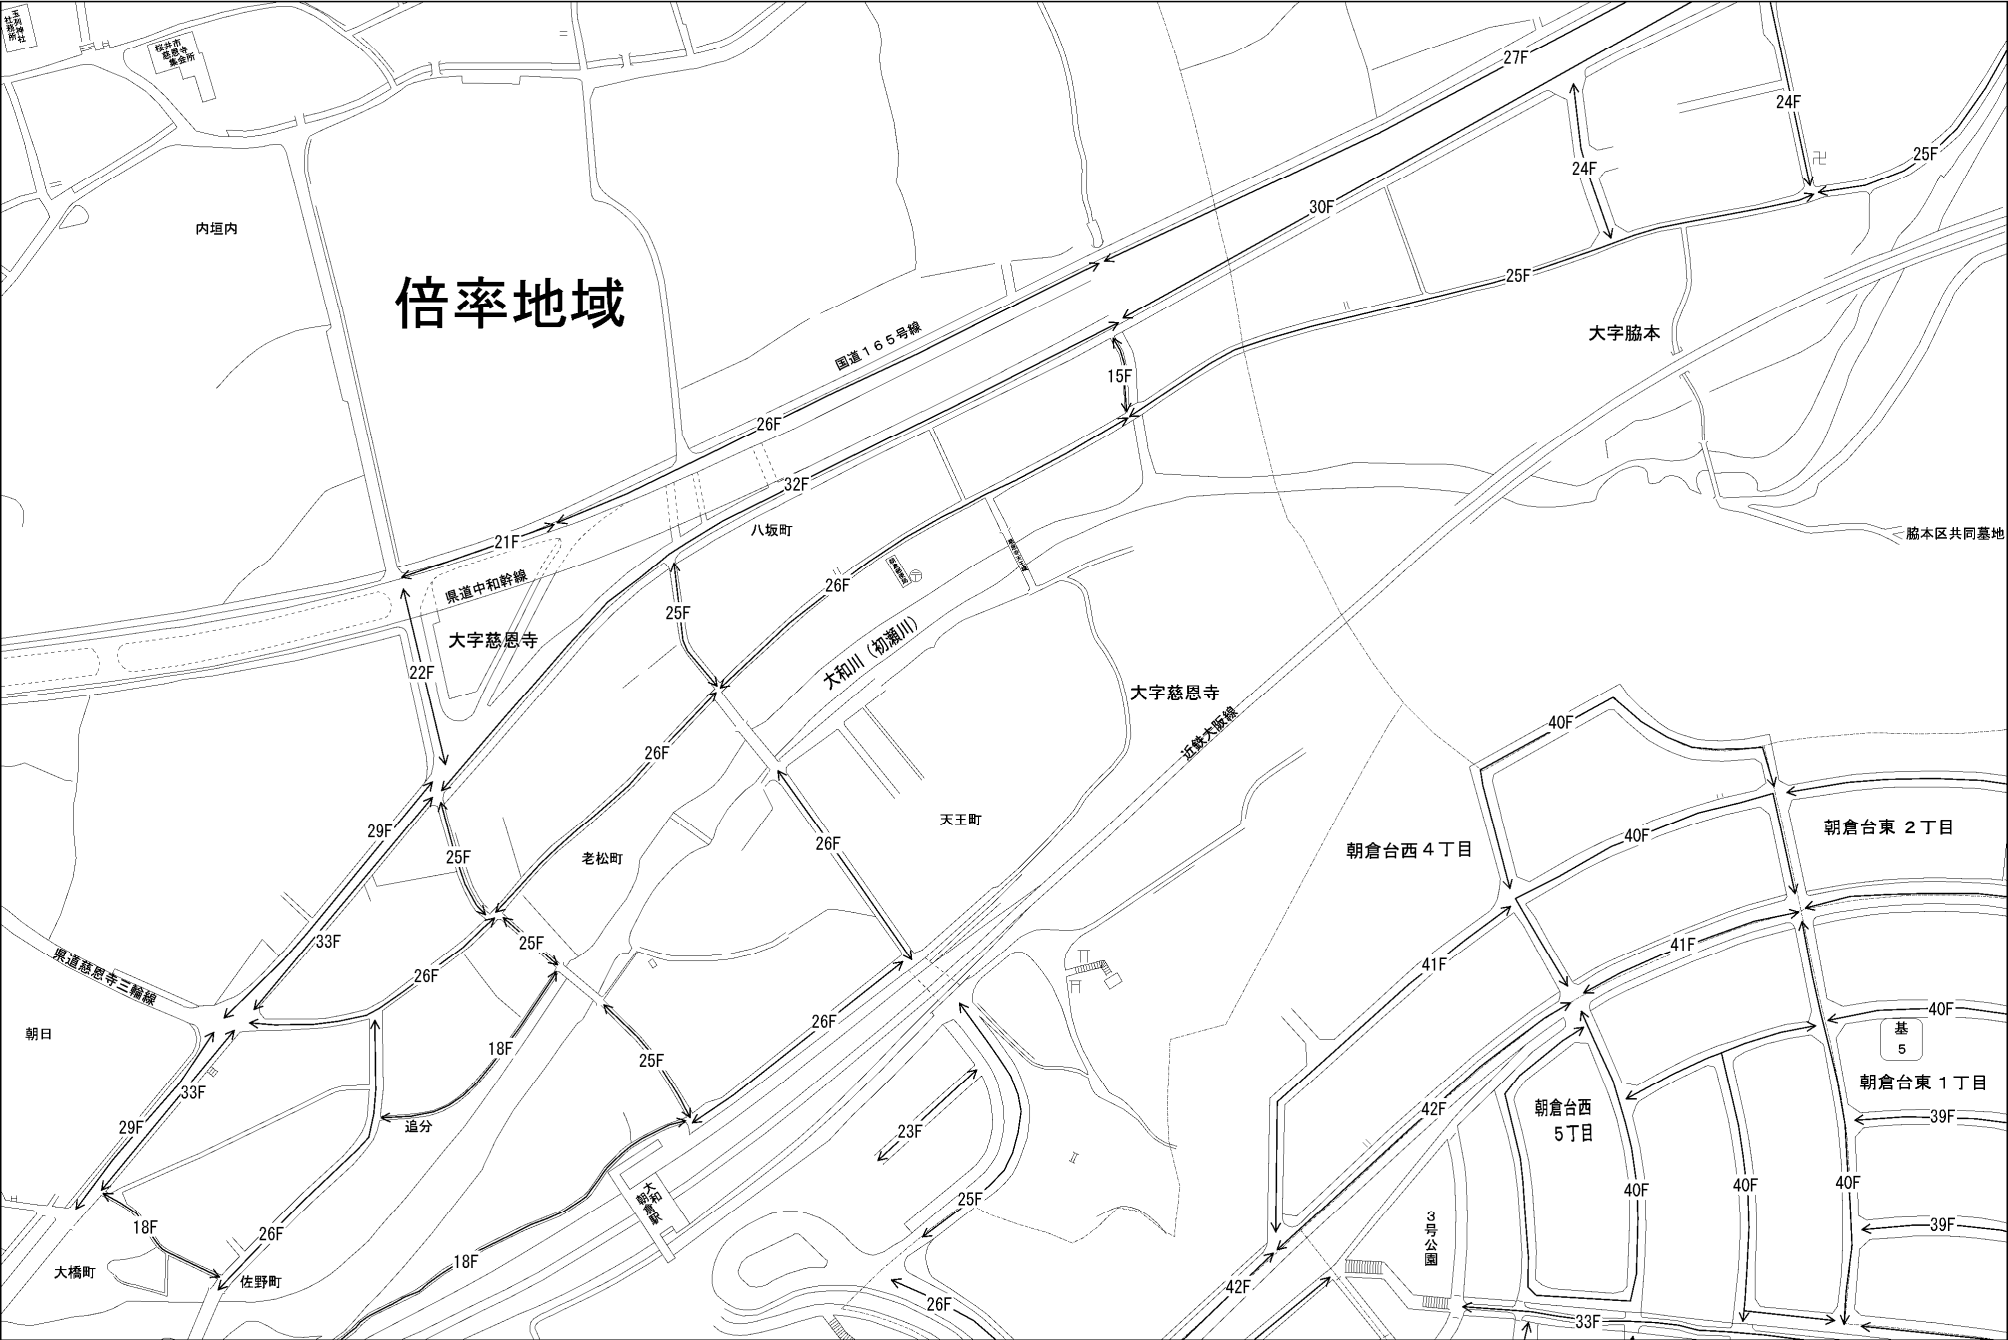 玉列神社
社務所
桜井市
慈恩寺
集会所
27F
24F
25F
24F
内垣内
30F
倍率地域
25F
国道165号線
大字脇本
15F
26F
32F
八坂町
脇本区共同墓地
21F
県道中和幹線
26F
25F
大字慈恩寺
大和川(初瀬川)
22F
大字慈恩寺
近鉄大阪線
40F
26F
天王町
朝倉台東2丁目
29F
40F
26F
朝倉台西4丁目
25F
老松町
33F
25F
41F
41F
県道慈恩寺三輪線
26F
40F
26F
朝日
基
5
18F
25F
朝倉台東1丁目
33F
42F
朝倉台西
5丁目
39F
29F
追分
23F
大和
朝倉駅
40F
40F
40F
25F
18F
3号公園
39F
26F
18F
大橋町
佐野町
42F
26F
33F